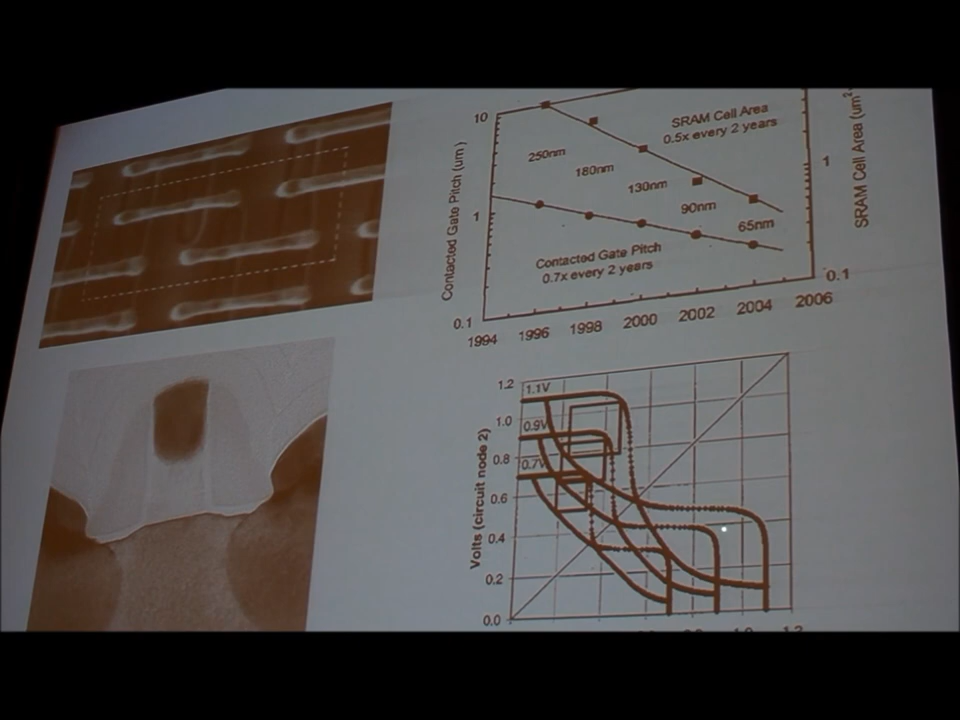 10
1
0.1
Contacted Gate Pitch (um)
SRAM Cell Area
0.5x every 2 years
250nm
180nm
130nm
90nm
65nm
Contacted Gate Pitch
0.7x every 2 years
1
0.1
SRAM Cell Area (um²
1994 1996 1998 2000 2002 2004 2006
1.2
1.0
0.8
0.6
0.4
0.2
0.0
Volts (circuit node 2)
1.1V
0.9V
0.7V